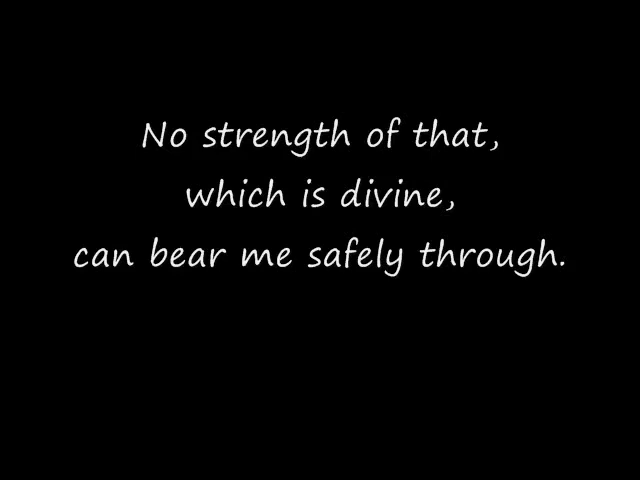 No strength of that,
which is divine,
can bear me safely through.